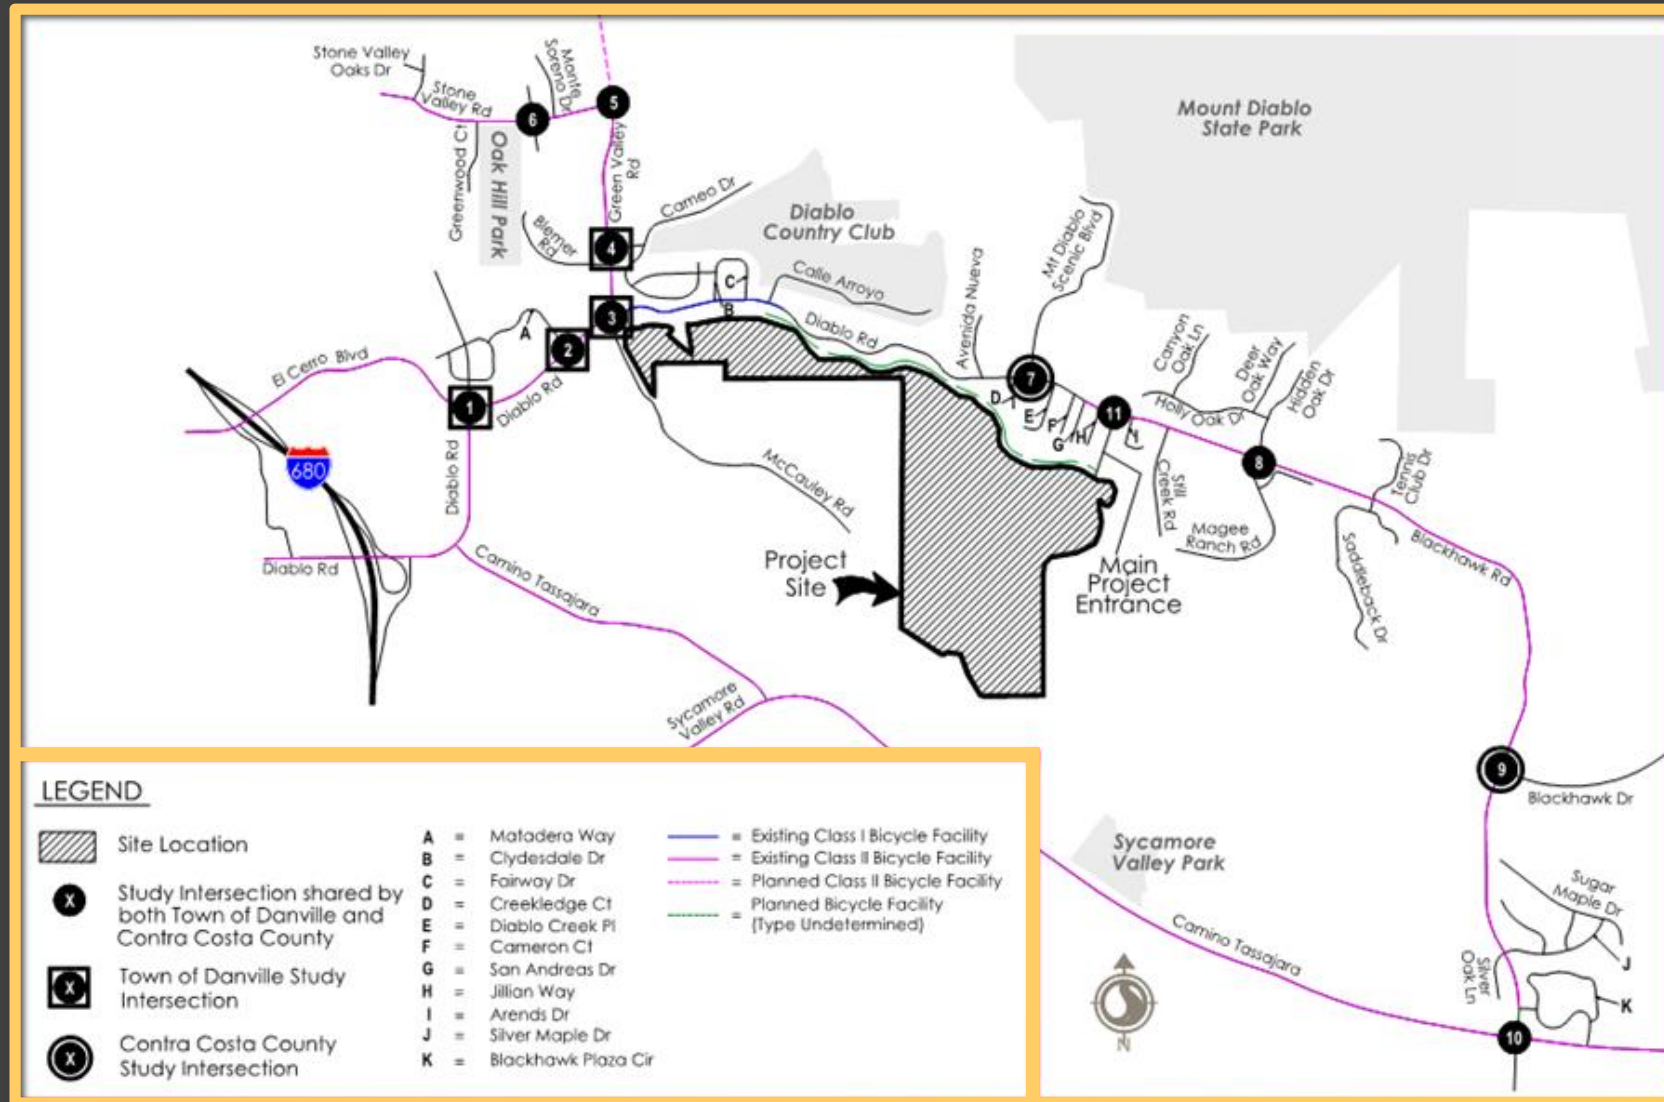 Stone Valley
Oaks Dr
Stone
Valley Rd
Monte
Soreno Dr
6
5
Greenwood Ct
Oak Hill Park
Green Valley
Rd
Mount Diablo
State Park
Cameo Dr
Blemer
Rd
4
Diablo
Country Club
Mt Diablo
Scenic Blvd
Calle Arroyo
C
B
Avenida Nueva
3
A
2
Diablo Rd
Canyon
Oak Ln
Deer
Oak Way
Hidden
Oak Dr
El Cerro Blvd
7
D
E
F
G
H
11
I
Holly Oak Dr
1
Diablo Rd
680
Diablo Rd
McCauley Rd
8
Still
Creek Rd
Tennis
Club Dr
Magee
Ranch Rd
Saddleback Dr
Blackhawk Rd
Diablo Rd
Camino Tassajara
Project
Site
Main
Project
Entrance
Sycamore
Valley Rd
9
Blackhawk Dr
Sycamore
Valley Park
Sugar
Maple Dr
Camino Tassajara
Silver
Oak Ln
J
K
10
N
LEGEND
Site Location
X
Study Intersection shared by
both Town of Danville and
Contra Costa County
X
Town of Danville Study
Intersection
X
Contra Costa County
Study Intersection
A = Matadera Way
B = Clydesdale Dr
C = Fairway Dr
D = Creekledge Ct
E = Diablo Creek Pl
F = Cameron Ct
G = San Andreas Dr
H = Jillian Way
I = Arends Dr
J = Silver Maple Dr
K = Blackhawk Plaza Cir
= Existing Class I Bicycle Facility
= Existing Class II Bicycle Facility
= Planned Class II Bicycle Facility
= Planned Bicycle Facility
(Type Undetermined)